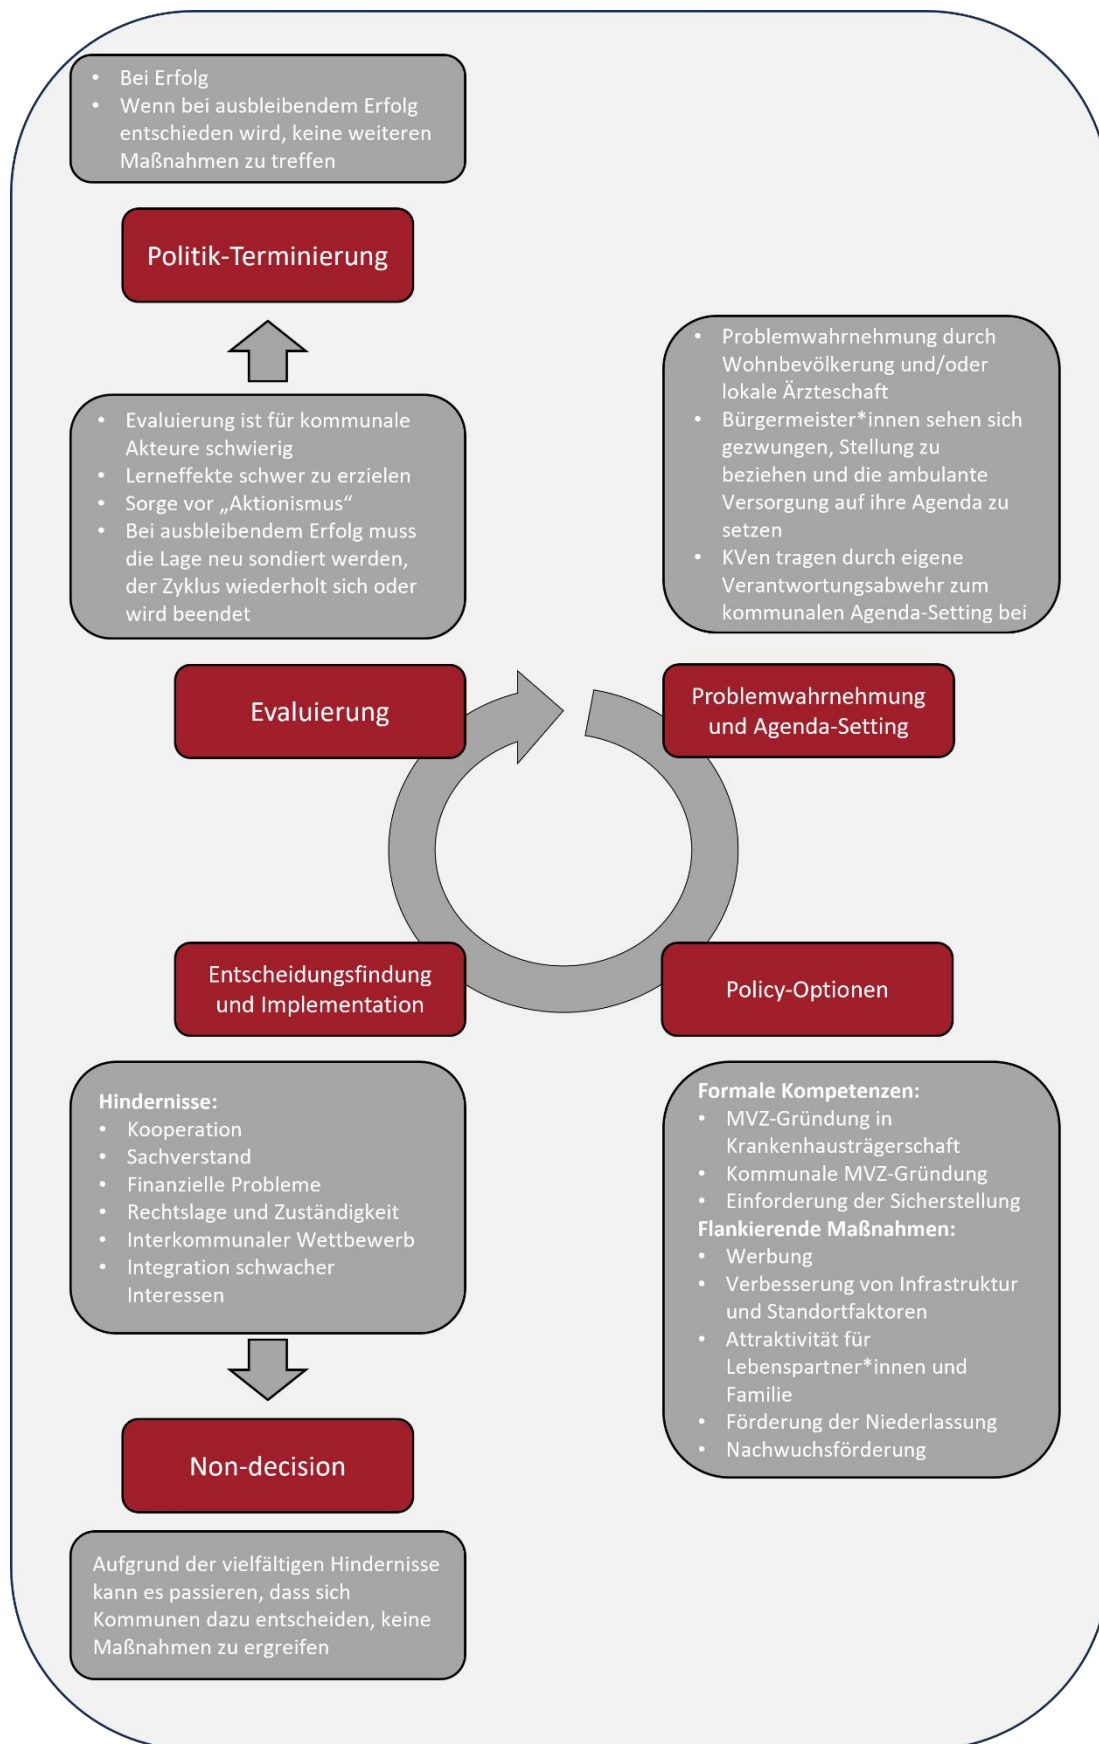 • Bei Erfolg
• Wenn bei ausbleibendem Erfolg
entschieden wird, keine weiteren
Maßnahmen zu treffen
Politik-Terminierung
• Evaluierung ist für kommunale
Akteure schwierig
• Lerneffekte schwer zu erzielen
• Sorge vor „Aktionismus“
• Bei ausbleibendem Erfolg muss
die Lage neu sondiert werden,
der Zyklus wiederholt sich oder
wird beendet
• Problemwahrnehmung durch
Wohnbevölkerung und/oder
lokale Ärzteschaft
• Bürgermeister*innen sehen sich
gezwungen, Stellung zu
beziehen und die ambulante
Versorgung auf ihre Agenda zu
setzen
• KVen tragen durch eigene
Verantwortungsabwehr zum
kommunalen Agenda-Setting bei
Evaluierung
Problemwahrnehmung
und Agenda-Setting
Entscheidungsfindung
und Implementation
Policy-Optionen
Hindernisse:
• Kooperation
• Sachverstand
• Finanzielle Probleme
• Rechtslage und Zuständigkeit
• Interkommunaler Wettbewerb
• Integration schwacher
Interessen
Formale Kompetenzen:
• MVZ-Gründung in
Krankenhausträgerschaft
• Kommunale MVZ-Gründung
• Einforderung der Sicherstellung
Flankierende Maßnahmen:
• Werbung
• Verbesserung von Infrastruktur
und Standortfaktoren
• Attraktivität für
Lebenspartner*innen und
Familie
• Förderung der Niederlassung
• Nachwuchsförderung
Non-decision
Aufgrund der vielfältigen Hindernisse
kann es passieren, dass sich
Kommunen dazu entscheiden, keine
Maßnahmen zu ergreifen